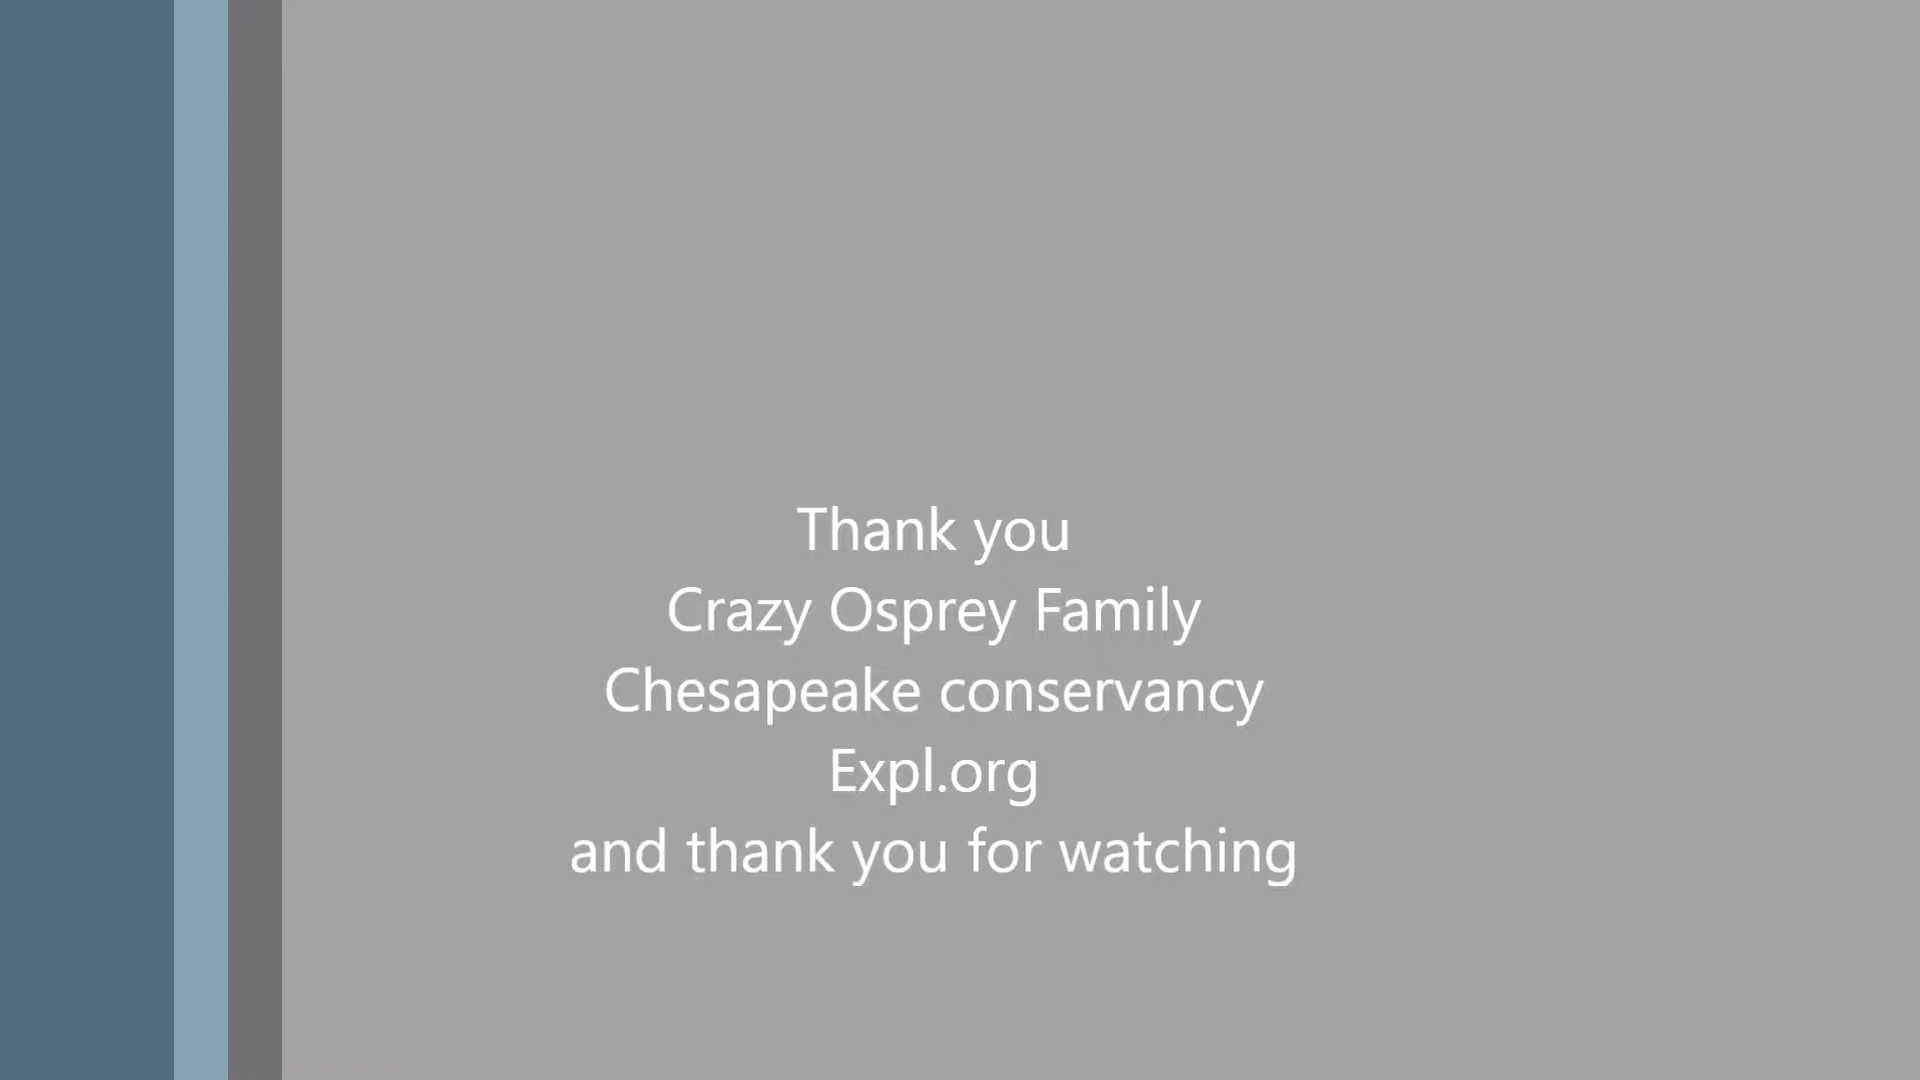 Thank you
Crazy Osprey Family
Chesapeake conservancy
Expl.org
and thank you for watching